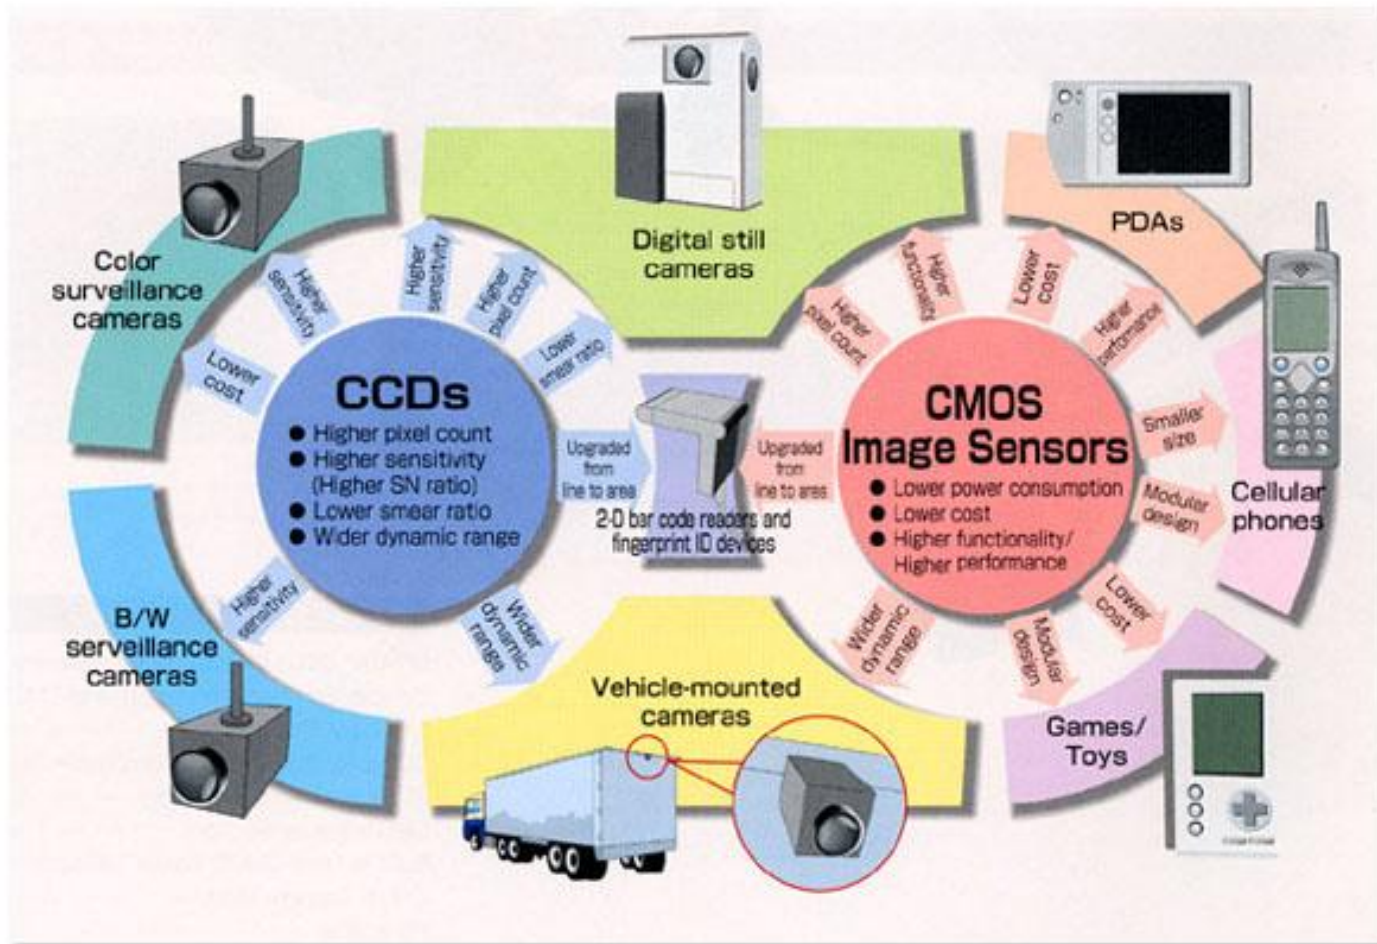 Color
surveillance
cameras
Digital still
cameras
PDAs
Cellular
phones
Games/
Toys
Vehicle-mounted
cameras
B/W
serveillance
cameras
CCDs
● Higher pixel count
● Higher sensitivity
(Higher SN ratio)
● Lower smear ratio
● Wider dynamic range
Lower
cost
Higher
sensitivity
Higher
sensitivity
Higher
pixel count
Lower
smear ratio
Upgraded
from
line to area
Wider
dynamic
range
Higher
sensitivity
2-D bar code readers and
fingerprint ID devices
Upgraded
from
line to area
CMOS
Image Sensors
● Lower power consumption
● Lower cost
● Higher functionality/
Higher performance
Higher
pixel count
Higher
functionality
Lower
cost
Higher
performance
Smaller
size
Modular
design
Lower
cost
Modular
design
Wider
dynamic
range